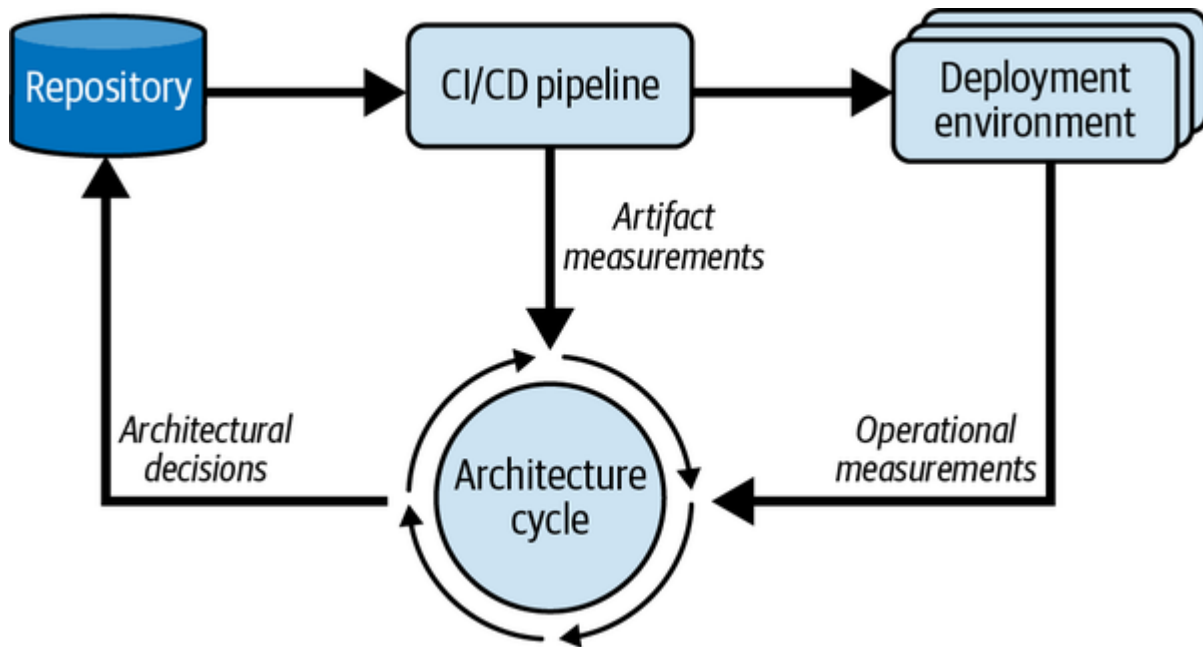 Repository
CI/CD pipeline
Deployment
environment
Artifact
measurements
Architectural
decisions
Architecture
cycle
Operational
measurements